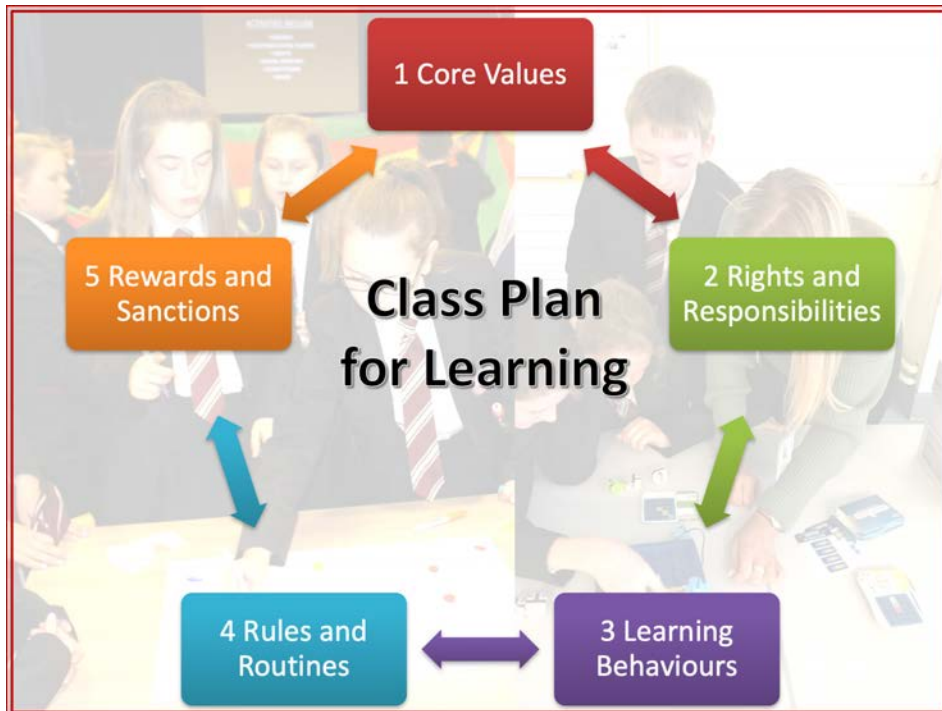 1 Core Values
5 Rewards and
Sanctions
2 Rights and
Responsibilities
Class Plan
for Learning
4 Rules and
Routines
3 Learning
Behaviours